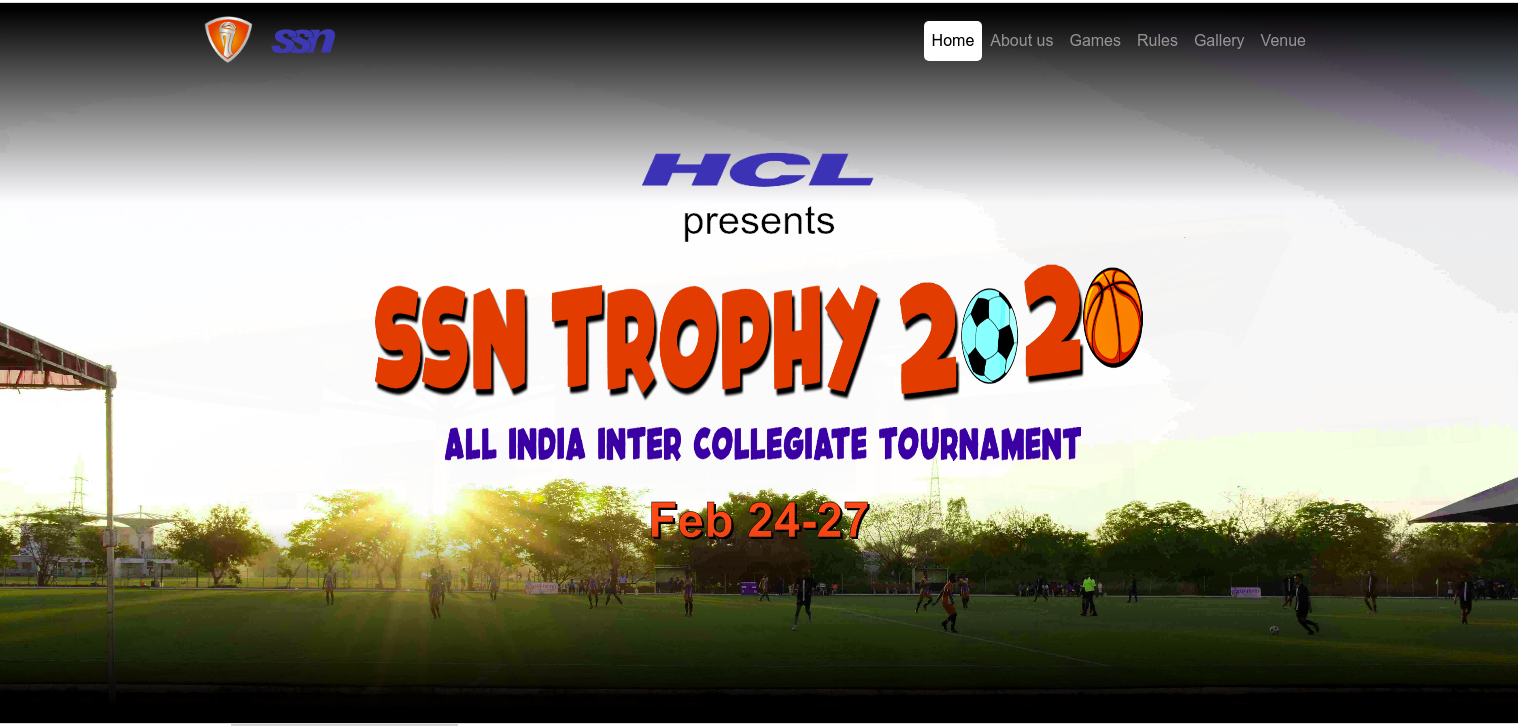 ssn
Home About us Games Rules Gallery Venue
HCL
presents
SSN TROPHY 2020
ALL INDIA INTER COLLEGIATE TOURNAMENT
Feb 24-27